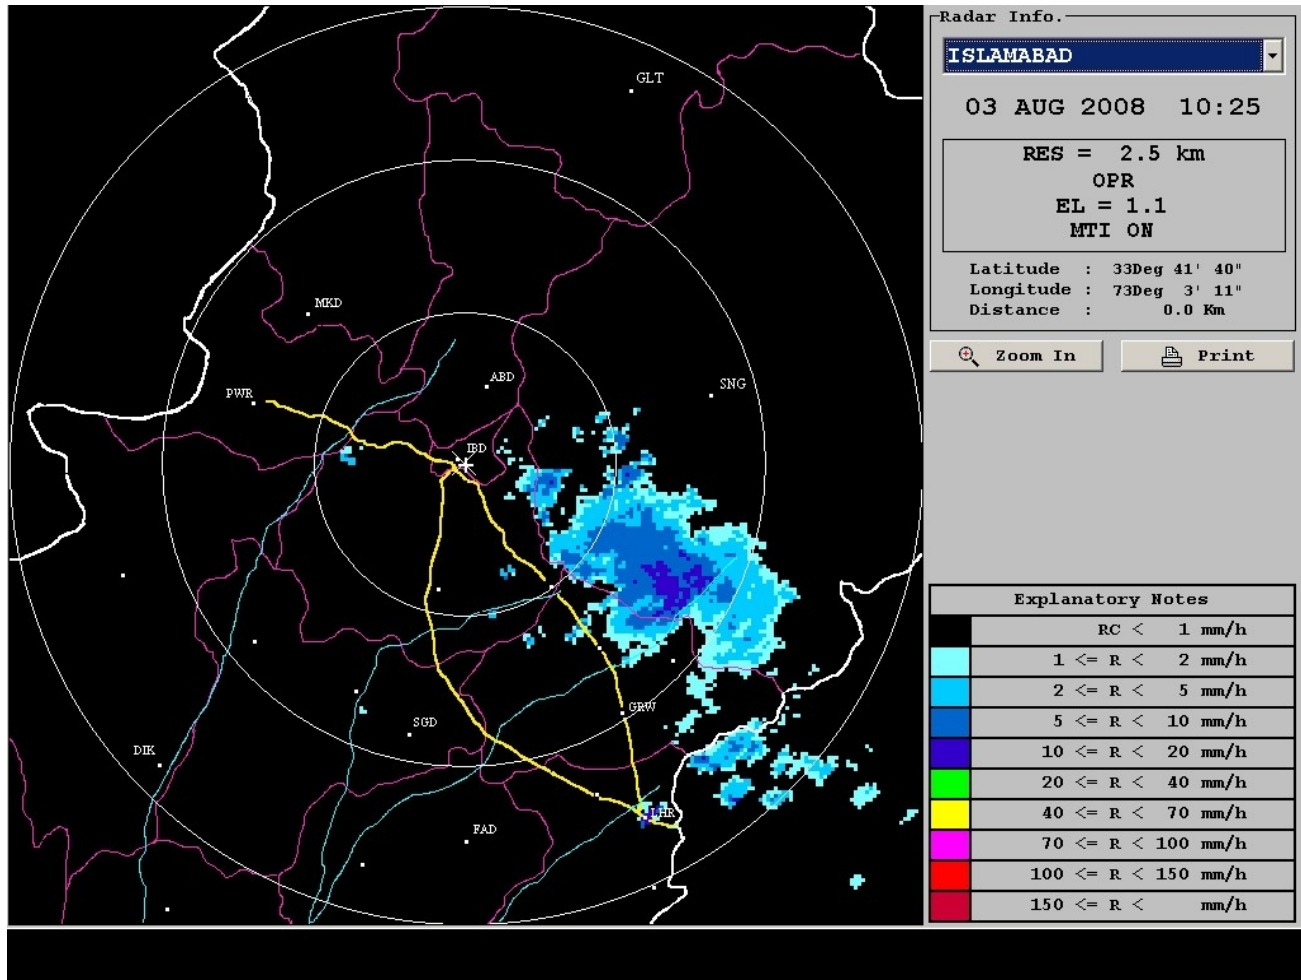 GLT
MKD
ABD
SNG
PWR
IBD
GRW
SGD
DIK
LHR
FAD
Radar Info.
ISLAMABAD
03 AUG 2008 10:25
RES = 2.5 km
OPR
EL = 1.1
MTI ON
Latitude : 33Deg 41' 40"
Longitude : 73Deg 3' 11"
Distance : 0.0 Km
Zoom In
Print
Explanatory Notes
RC < 1 mm/h
1 <= R < 2 mm/h
2 <= R < 5 mm/h
5 <= R < 10 mm/h
10 <= R < 20 mm/h
20 <= R < 40 mm/h
40 <= R < 70 mm/h
70 <= R < 100 mm/h
100 <= R < 150 mm/h
150 <= R < mm/h